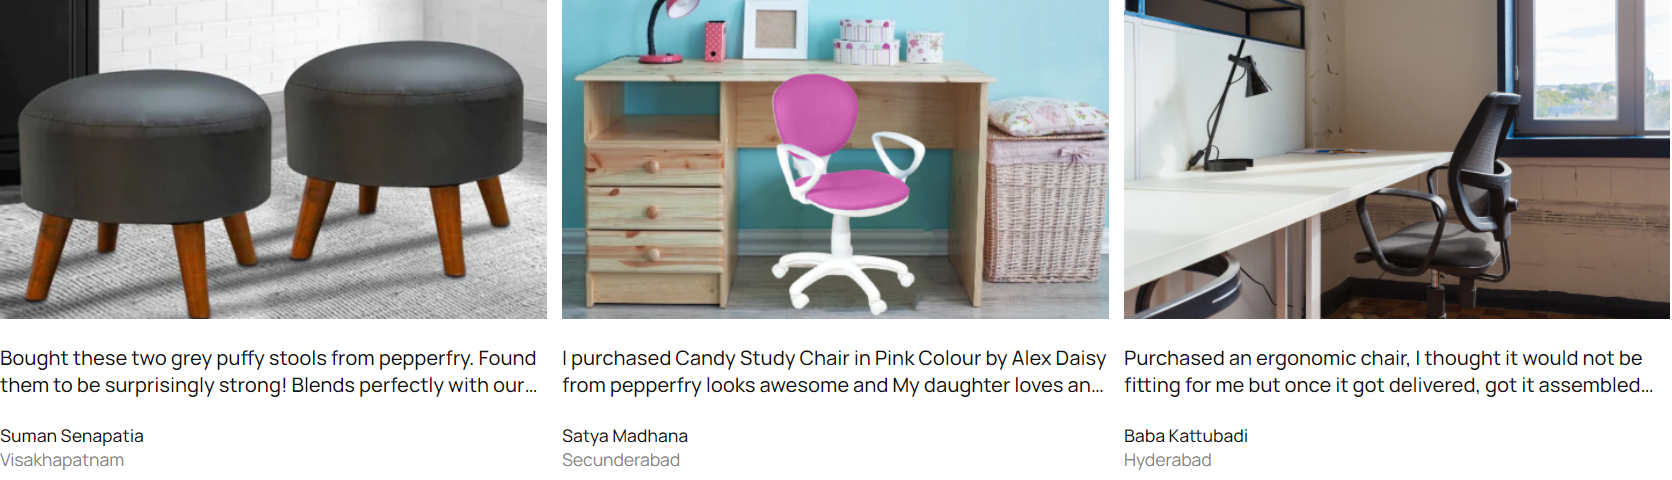 Bought these two grey puffy stools from pepperfry. Found
them to be surprisingly strong! Blends perfectly with our...
Suman Senapatia
Visakhapatnam
I purchased Candy Study Chair in Pink Colour by Alex Daisy
from pepperfry looks awesome and My daughter loves an...
Satya Madhana
Secunderabad
Purchased an ergonomic chair, I thought it would not be
fitting for me but once it got delivered, got it assembled...
Baba Kattubadi
Hyderabad